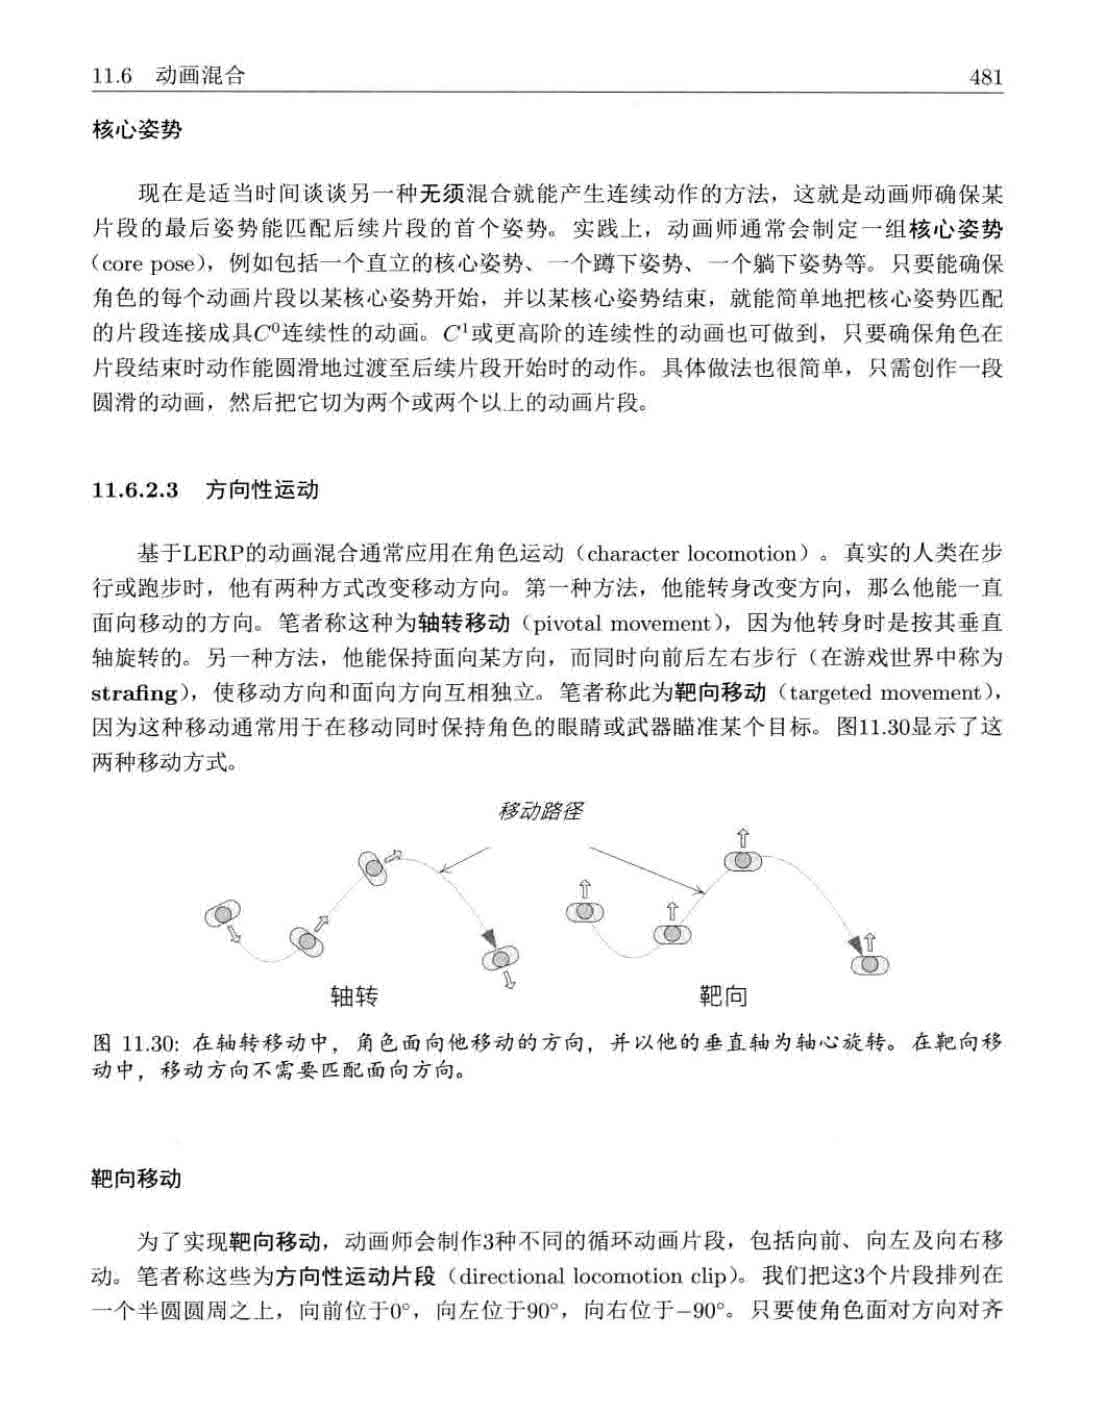 11.6 动画混合 481
核心姿势
现在是适当时间谈谈另一种无须混合就能产生连续动作的方法，这就是动画师确保某
片段的最后姿势能匹配后续片段的首个姿势。实践上，动画师通常会制定一组核心姿势
（core pose），例如包括一个直立的核心姿势、一个蹲下姿势、一个躺下姿势等。只要能确保
角色的每个动画片段以某核心姿势开始，并以某核心姿势结束，就能简单地把核心姿势匹配
的片段连接成具C⁰连续性的动画。C¹或更高阶的连续性的动画也可做到，只要确保角色在
片段结束时动作能圆滑地过渡至后续片段开始时的动作。具体做法也很简单，只需创作一段
圆滑的动画，然后把它切为两个或两个以上的动画片段。
11.6.2.3 方向性运动
基于LERP的动画混合通常应用在角色运动（character locomotion）。真实的人类在步
行或跑步时，他有两种方式改变移动方向。第一种方法，他能转身改变方向，那么他能一直
面向移动的方向。笔者称这种为轴转移动（pivotal movement），因为他转身时是按其垂直
轴旋转的。另一种方法，他能保持面向某方向，而同时向前后左右步行（在游戏世界中称为
strafing），使移动方向和面向方向互相独立。笔者称此为靶向移动（targeted movement），
因为这种移动通常用于在移动同时保持角色的眼睛或武器瞄准某个目标。图11.30显示了这
两种移动方式。
移动路径
轴转 靶向
图 11.30: 在轴转移动中，角色面向他移动的方向，并以他的垂直轴为轴心旋转。在靶向移
动中，移动方向不需要匹配面向方向。
靶向移动
为了实现靶向移动，动画师会制作3种不同的循环动画片段，包括向前、向左及向右移
动。笔者称这些为方向性运动片段（directional locomotion clip）。我们把这3个片段排列在
一个半圆圆周之上，向前位于0°，向左位于90°，向右位于−90°。只要使角色面对方向对齐